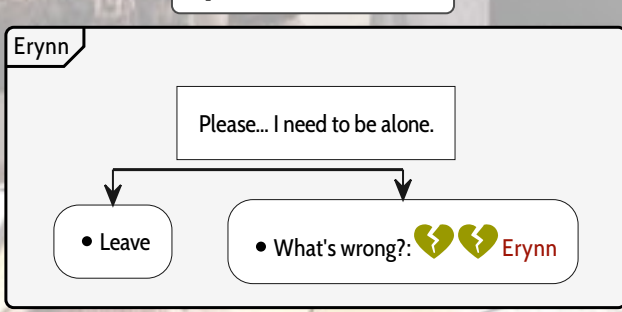 Erynn
Please... I need to be alone.
• Leave
• What's wrong?: Erynn